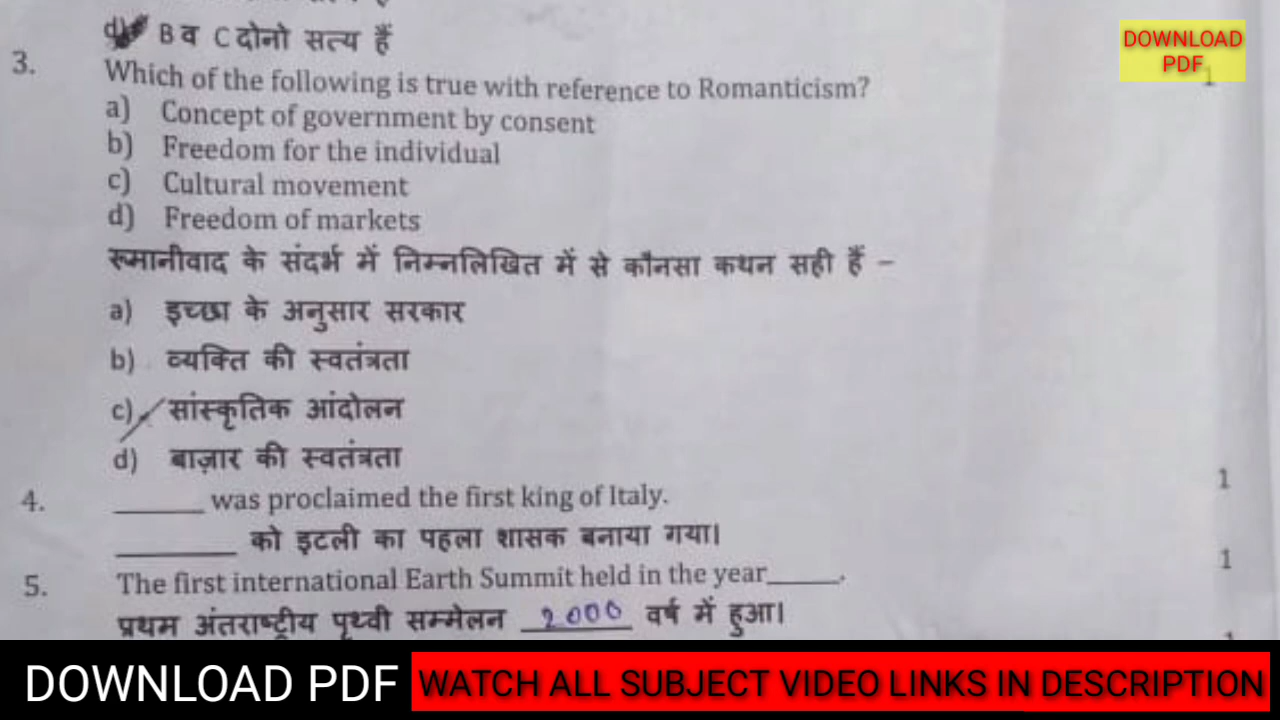 d) B व C दोनो सत्य हैं
DOWNLOAD
PDF
3.
1
Which of the following is true with reference to Romanticism?
a) Concept of government by consent
b) Freedom for the individual
c) Cultural movement
d) Freedom of markets
रूमानीवाद के संदर्भ में निम्नलिखित में से कौनसा कथन सही हैं –
a) इच्छा के अनुसार सरकार
b) व्यक्ति की स्वतंत्रता
c) सांस्कृतिक आंदोलन
d) बाज़ार की स्वतंत्रता
4. ______ was proclaimed the first king of Italy. 1
________ को इटली का पहला शासक बनाया गया।
5. The first international Earth Summit held in the year_____. 1
प्रथम अंतराष्ट्रीय पृथ्वी सम्मेलन 2000 वर्ष में हुआ।
DOWNLOAD PDF WATCH ALL SUBJECT VIDEO LINKS IN DESCRIPTION